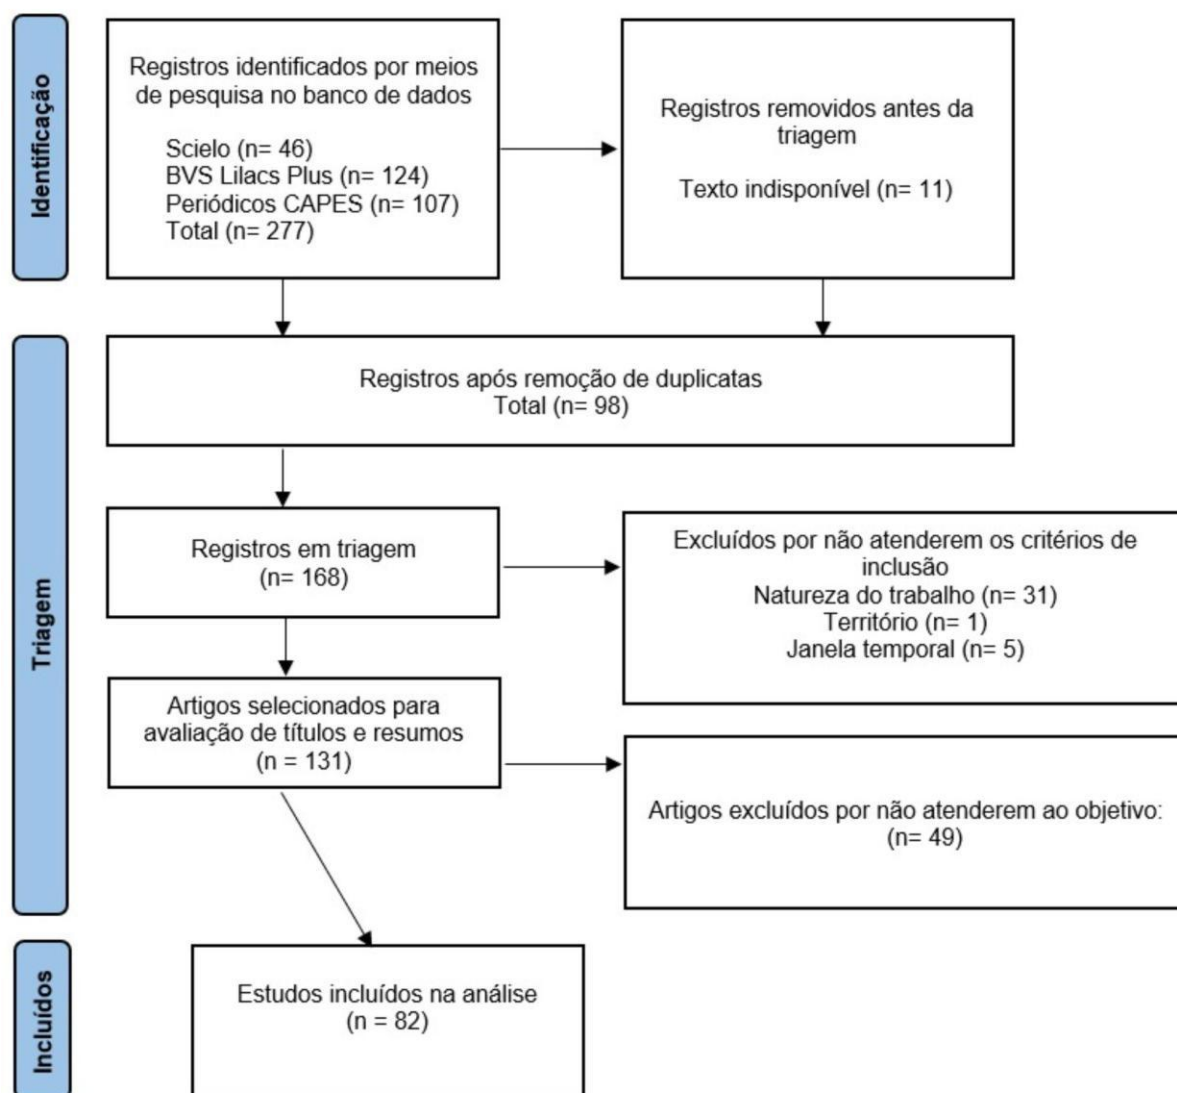 Identificação
Registros identificados por meios
de pesquisa no banco de dados
Scielo (n= 46)
BVS Lilacs Plus (n= 124)
Periódicos CAPES (n= 107)
Total (n= 277)
Registros removidos antes da
triagem
Texto indisponível (n= 11)
Triagem
Registros após remoção de duplicatas
Total (n= 98)
Registros em triagem
(n= 168)
Excluídos por não atenderem os critérios de
inclusão
Natureza do trabalho (n= 31)
Território (n= 1)
Janela temporal (n= 5)
Artigos selecionados para
avaliação de títulos e resumos
(n = 131)
Artigos excluídos por não atenderem ao objetivo:
(n= 49)
Incluídos
Estudos incluídos na análise
(n = 82)